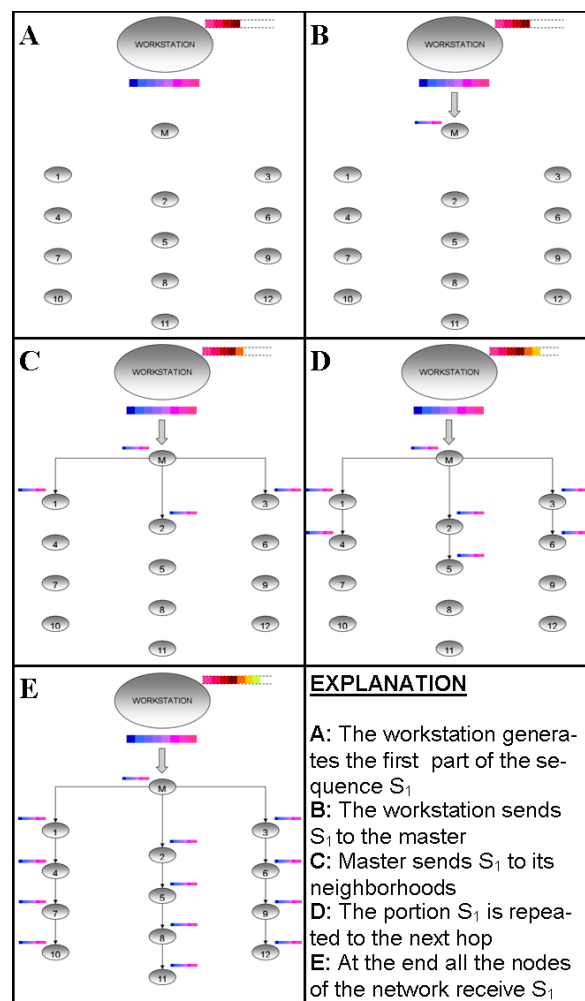 A
WORKSTATION
M
1
3
2
4
6
5
7
9
8
10
12
11
B
WORKSTATION
M
1
3
2
4
6
5
7
9
8
10
12
11
C
WORKSTATION
M
1
3
2
4
6
5
7
9
8
10
12
11
D
WORKSTATION
M
1
3
2
4
6
5
7
9
8
10
12
11
E
WORKSTATION
M
1
3
2
4
6
5
7
9
8
10
12
11
EXPLANATION
A: The workstation genera-
tes the first part of the se-
quence S₁
B: The workstation sends
S₁ to the master
C: Master sends S₁ to its
neighborhoods
D: The portion S₁ is repea-
ted to the next hop
E: At the end all the nodes
of the network receive S₁